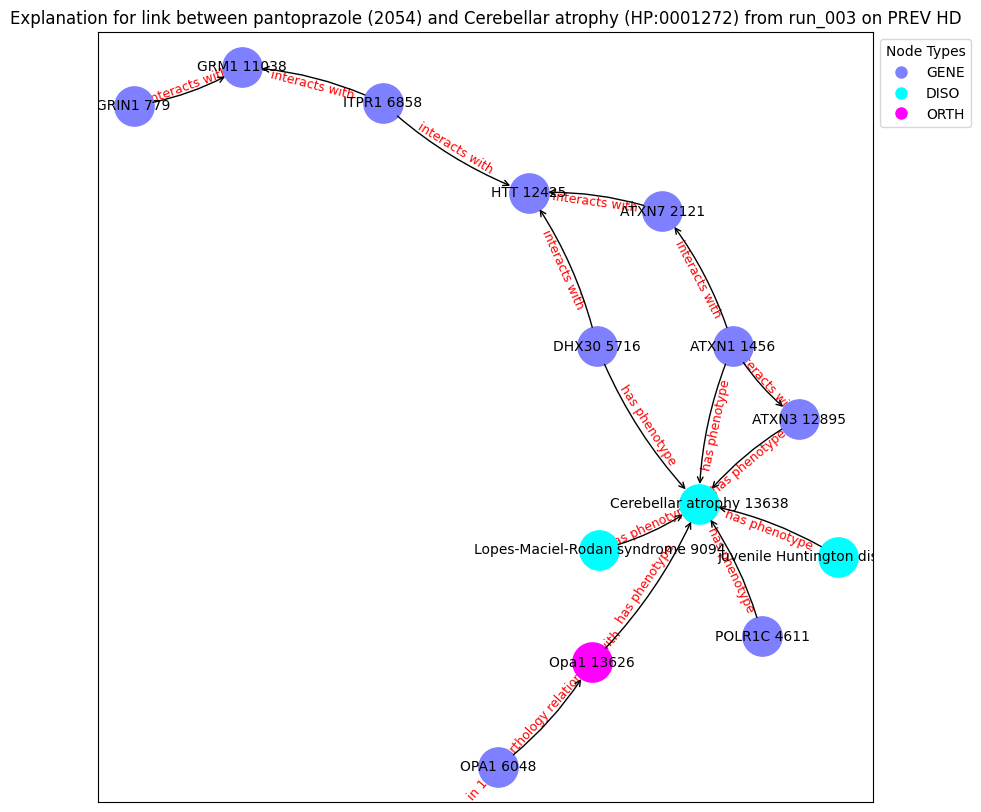 Explanation for link between pantoprazole (2054) and Cerebellar atrophy (HP:0001272) from run_003 on PREV HD
Node Types
GENE
DISO
ORTH
GRM1 11038
GRIN1 779
interacts with
interacts with
ITPR1 6858
interacts with
HTT 12425
interacts with
ATXN7 2121
interacts with
interacts with
DHX30 5716
ATXN1 1456
interacts with
has phenotype
has phenotype
ATXN3 12895
has phenotype
Cerebellar atrophy 13638
has phenotype
has phenotype
Lopes-Maciel-Rodan syndrome 9094
juvenile Huntington dis
has phenotype
has phenotype
POLR1C 4611
Opa1 13626
in 1 orthology relation with
OPA1 6048